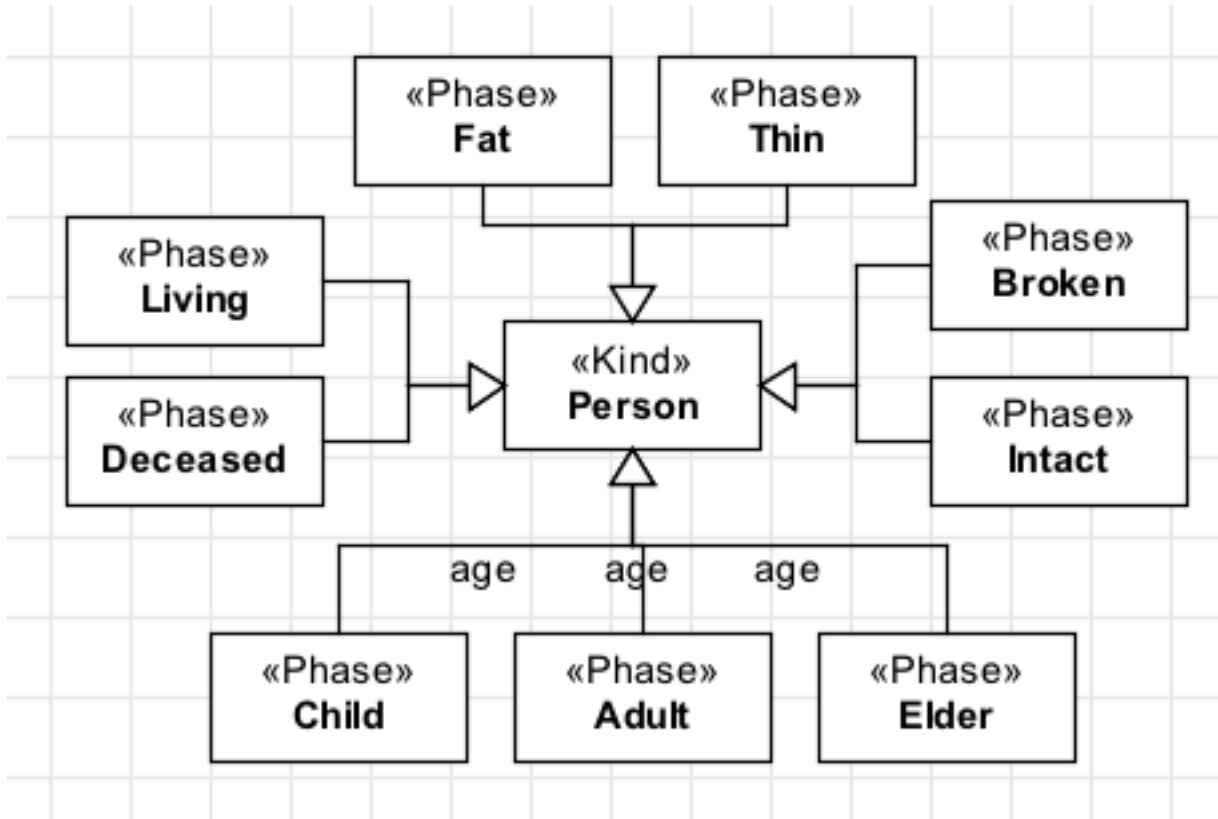 «Phase»
Fat
«Phase»
Thin
«Phase»
Living
«Phase»
Broken
«Kind»
Person
«Phase»
Deceased
«Phase»
Intact
age age age
«Phase»
Child
«Phase»
Adult
«Phase»
Elder